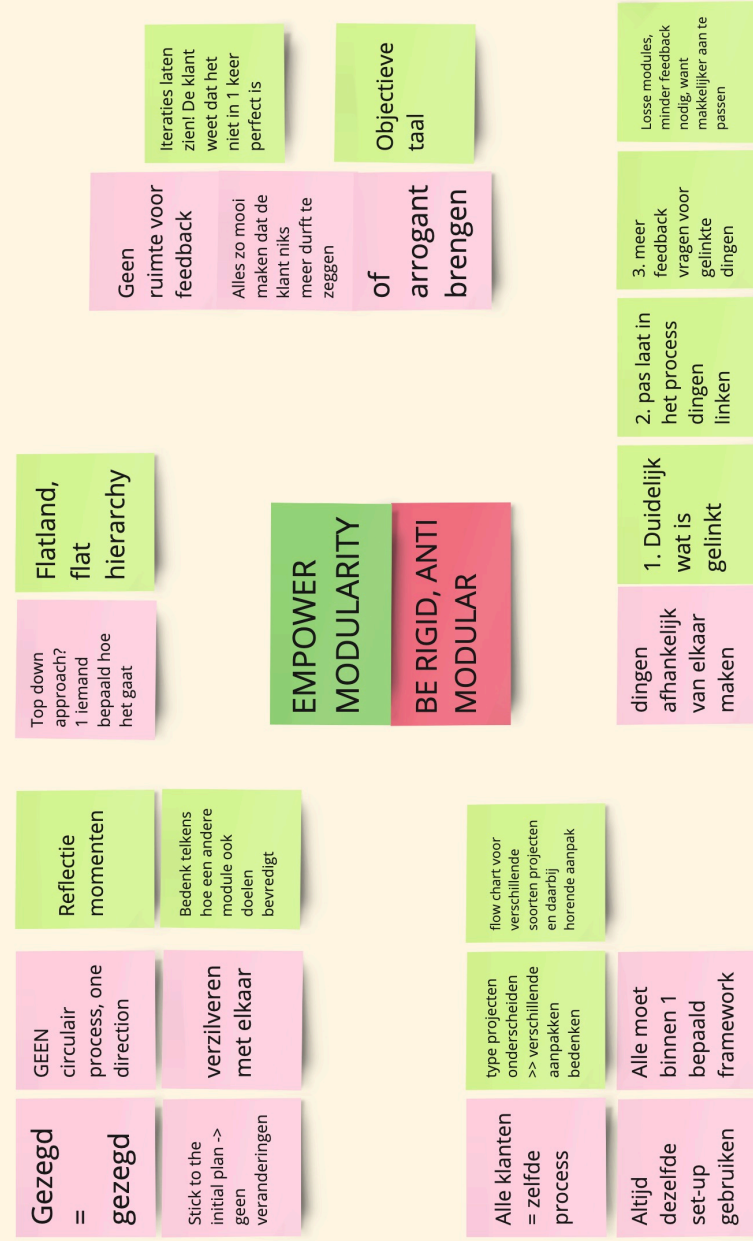 Gezegd
=
gezegd
GEEN
circulair
process, one
direction
Reflectie
momenten
Stick to the
initial plan ->
geen
veranderingen
verzilveren
met elkaar
Bedenk telkens
hoe een andere
module ook
doelen
bevredigt
Top down
approach?
1 iemand
bepaald hoe
het gaat
Flatland,
flat
hierarchy
Geen
ruimte voor
feedback
Alles zo mooi
maken dat de
klant niks
meer durft te
zeggen
of
arrogant
brengen
Iteraties laten
zien! De klant
weet dat het
niet in 1 keer
perfect is
Objectieve
taal
EMPOWER
MODULARITY
BE RIGID, ANTI
MODULAR
Alle klanten
= zelfde
process
type projecten
onderscheiden
>> verschillende
aanpakken
bedenken
flow chart voor
verschillende
soorten projecten
en daarbij
horende aanpak
Altijd
dezelfde
set-up
gebruiken
Alle moet
binnen 1
bepaald
framework
dingen
afhankelijk
van elkaar
maken
1. Duidelijk
wat is
gelinkt
2. pas laat in
het process
dingen
linken
3. meer
feedback
vragen voor
gelinkte
dingen
Losse modules,
minder feedback
nodig, want
makkelijker aan te
passen